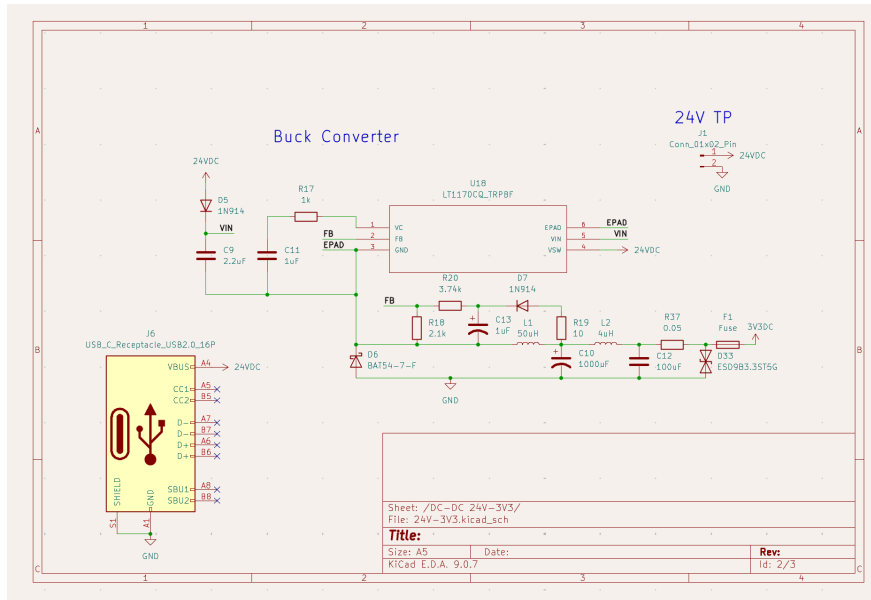 1
2
3
4
A
A
B
B
C
C
24V TP
J1
Conn_01x02_Pin
1
24VDC
2
GND
Buck Converter
24VDC
D5
1N914
VIN
C9
2.2uF
R17
1k
C11
1uF
U18
LT1170CQ_TRPBF
1
VC
FB
2
FB
EPAD
3
GND
EPAD
6
EPAD
VIN
5
VIN
VSW
4
24VDC
R20
3.74k
D7
1N914
FB
R18
2.1k
C13
1uF
L1
50uH
R19
10
L2
4uH
R37
0.05
F1
Fuse
3V3DC
D6
BAT54-7-F
C10
1000uF
C12
100uF
D33
ESD9B3.3ST5G
GND
J6
USB_C_Receptacle_USB2.0_16P
VBUS
A4
24VDC
CC1
A5
CC2
B5
D-
A7
D-
B7
D+
A6
D+
B6
SBU1
A8
SBU2
B8
SHIELD
GND
S1
A1
GND
Sheet: /DC-DC 24V-3V3/
File: 24V-3V3.kicad_sch
Title:
Size: A5
Date:
Rev:
KiCad E.D.A. 9.0.7
Id: 2/3
1
2
3
4